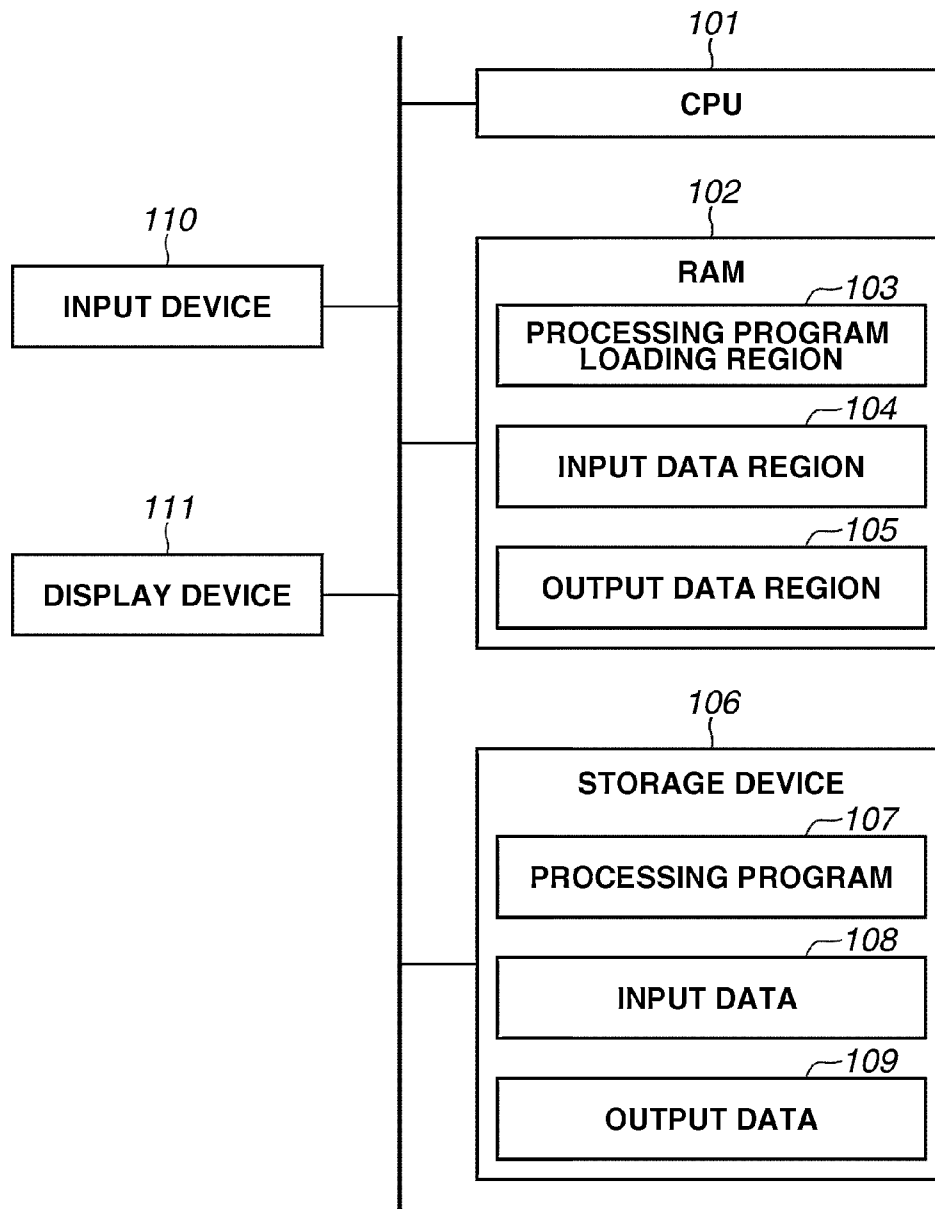 101
CPU
102
RAM
103
PROCESSING PROGRAM
LOADING REGION
104
INPUT DATA REGION
105
OUTPUT DATA REGION
110
INPUT DEVICE
111
DISPLAY DEVICE
106
STORAGE DEVICE
107
PROCESSING PROGRAM
108
INPUT DATA
109
OUTPUT DATA